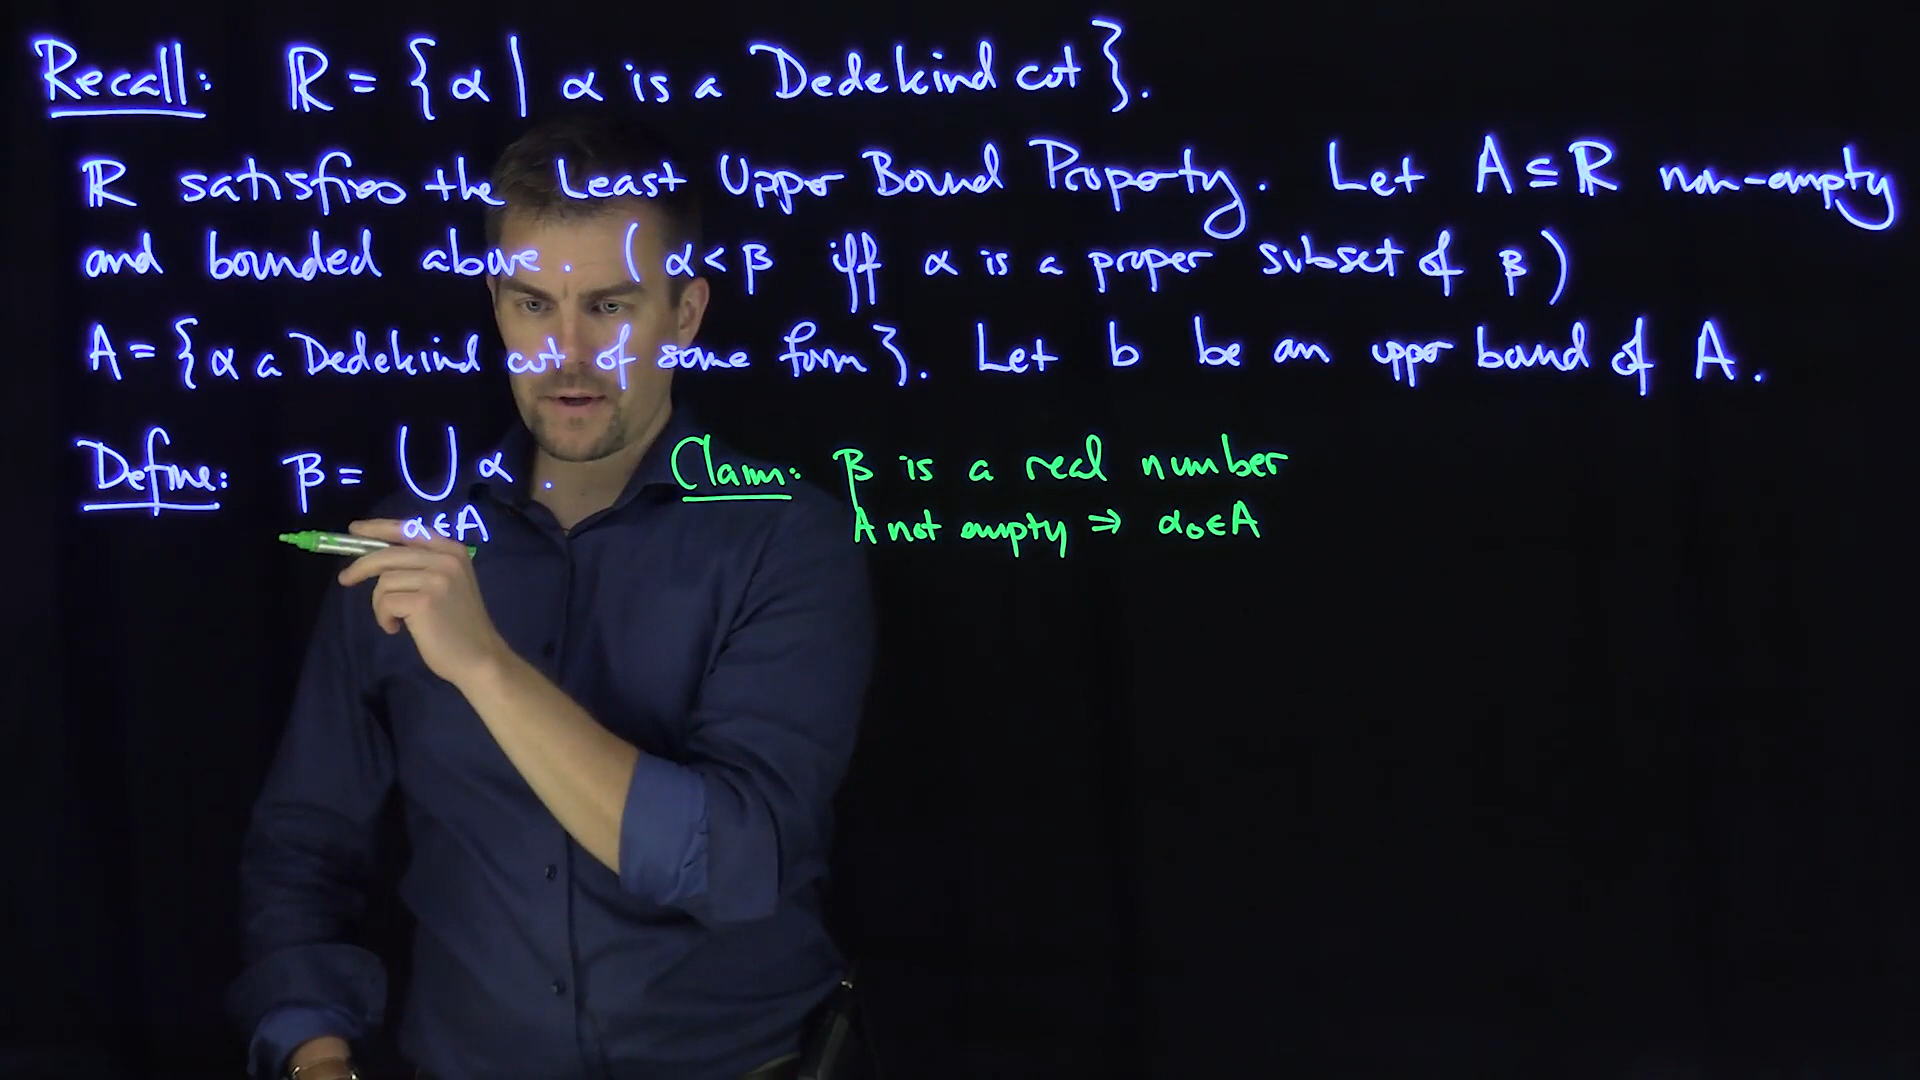 Recall: ℝ = { α | α is a Dedekind cut }.
ℝ satisfies the Least Upper Bound Property. Let A ⊆ ℝ non-empty
and bounded above. ( α < β iff α is a proper subset of β )
A = { α a Dedekind cut of some form }. Let b be an upper bound of A.
Define: β = ⋃ α . Claim: β is a real number
α∈A A not empty ⇒ α₀∈A